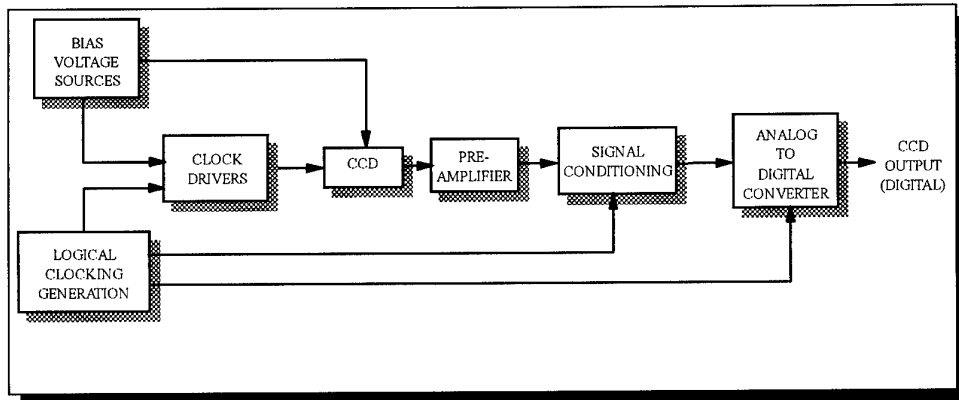 BIAS
VOLTAGE
SOURCES
CLOCK
DRIVERS
CCD
PRE-
AMPLIFIER
SIGNAL
CONDITIONING
ANALOG
TO
DIGITAL
CONVERTER
CCD
OUTPUT
(DIGITAL)
LOGICAL
CLOCKING
GENERATION